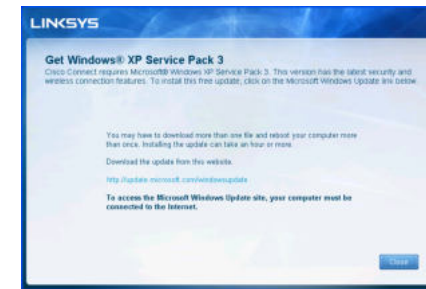 LINKSYS
Get Windows® XP Service Pack 3
Cisco Connect requires Microsoft® Windows XP Service Pack 3. This version has the latest security and
wireless connection features. To install this free update, click on the Microsoft Windows Update link below.
You may have to download more than one file and reboot your computer more
than once. Installing the update can take an hour or more.
Download the update from this website.
http://update.microsoft.com/windowsupdate
To access the Microsoft Windows Update site, your computer must be
connected to the Internet.
Close